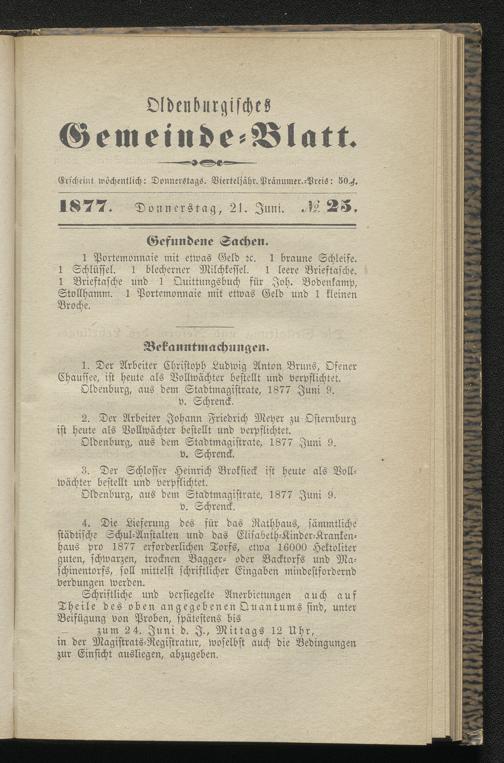 Oldenburgisches
Gemeinde-Blatt.
Erscheint wöchentlich: Donnerstags. Vierteljähr. Pränumer.-Preis: 50 ₰.
1877. Donnerstag, 21. Juni. № 25.
Gefundene Sachen.
1 Portemonnaie mit etwas Geld ꝛc. 1 braune Schleife.
1 Schlüssel. 1 blecherner Milchkessel. 1 leere Brieftasche.
1 Brieftasche und 1 Quittungsbuch für Joh. Bodenkamp,
Stollhamm. 1 Portemonnaie mit etwas Geld und 1 kleinen
Broche.
Bekanntmachungen.
1. Der Arbeiter Christoph Ludwig Anton Bruns, Ofener
Chaussee, ist heute als Vollwächter bestellt und verpflichtet.
Oldenburg, aus dem Stadtmagistrate, 1877 Juni 9.
v. Schrenck.
2. Der Arbeiter Johann Friedrich Meyer zu Osternburg
ist heute als Vollwächter bestellt und verpflichtet.
Oldenburg, aus dem Stadtmagistrate, 1877 Juni 9.
v. Schrenck.
3. Der Schlosser Heinrich Broksieck ist heute als Voll-
wächter bestellt und verpflichtet.
Oldenburg, aus dem Stadtmagistrate, 1877 Juni 9.
v. Schrenck.
4. Die Lieferung des für das Rathhaus, sämmtliche
städtische Schul-Anstalten und das Elisabeth-Kinder-Kranken-
haus pro 1877 erforderlichen Torfs, etwa 16000 Hektoliter
guten, schwarzen, trocknen Bagger- oder Backtorfs und Ma-
schinentorfs, soll mittelst schriftlicher Eingaben mindestfordernd
verdungen werden.
Schriftliche und versiegelte Anerbietungen auch auf
Theile des oben angegebenen Quantums sind, unter
Beifügung von Proben, spätestens bis
zum 24. Juni d. J., Mittags 12 Uhr,
in der Magistrats-Registratur, woselbst auch die Bedingungen
zur Einsicht ausliegen, abzugeben.